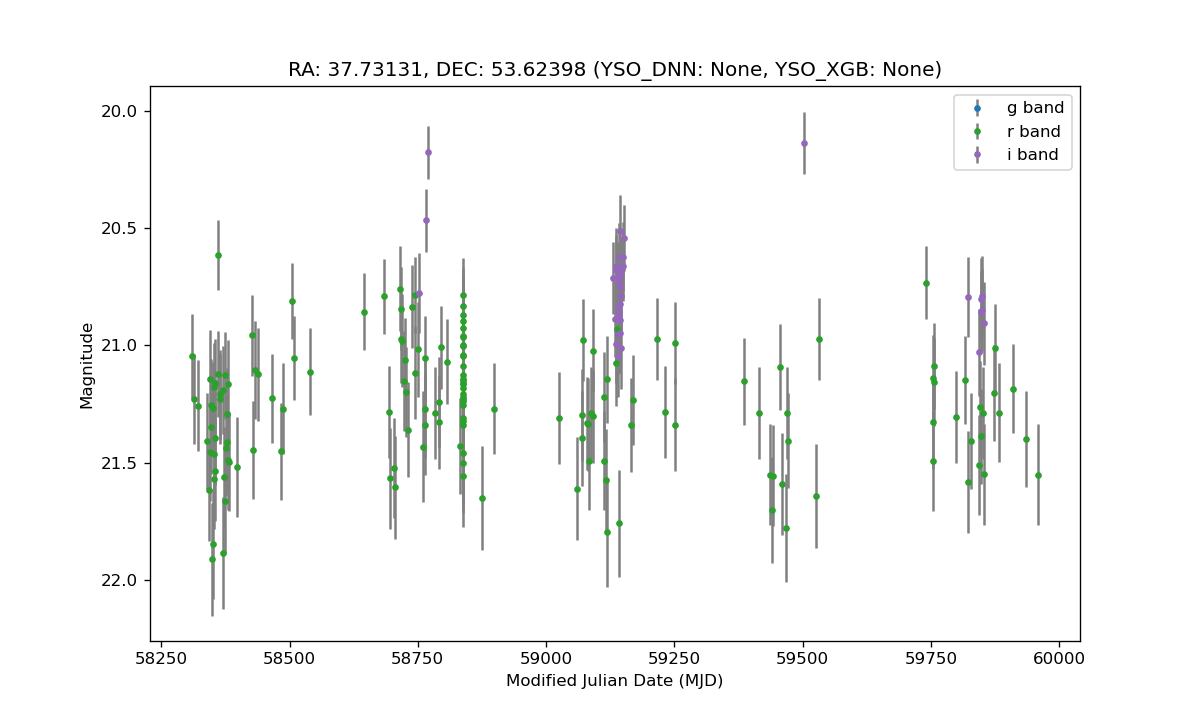 RA: 37.73131, DEC: 53.62398 (YSO_DNN: None, YSO_XGB: None)
g band
r band
i band
Magnitude
20.0
20.5
21.0
21.5
22.0
58250 58500 58750 59000 59250 59500 59750 60000
Modified Julian Date (MJD)